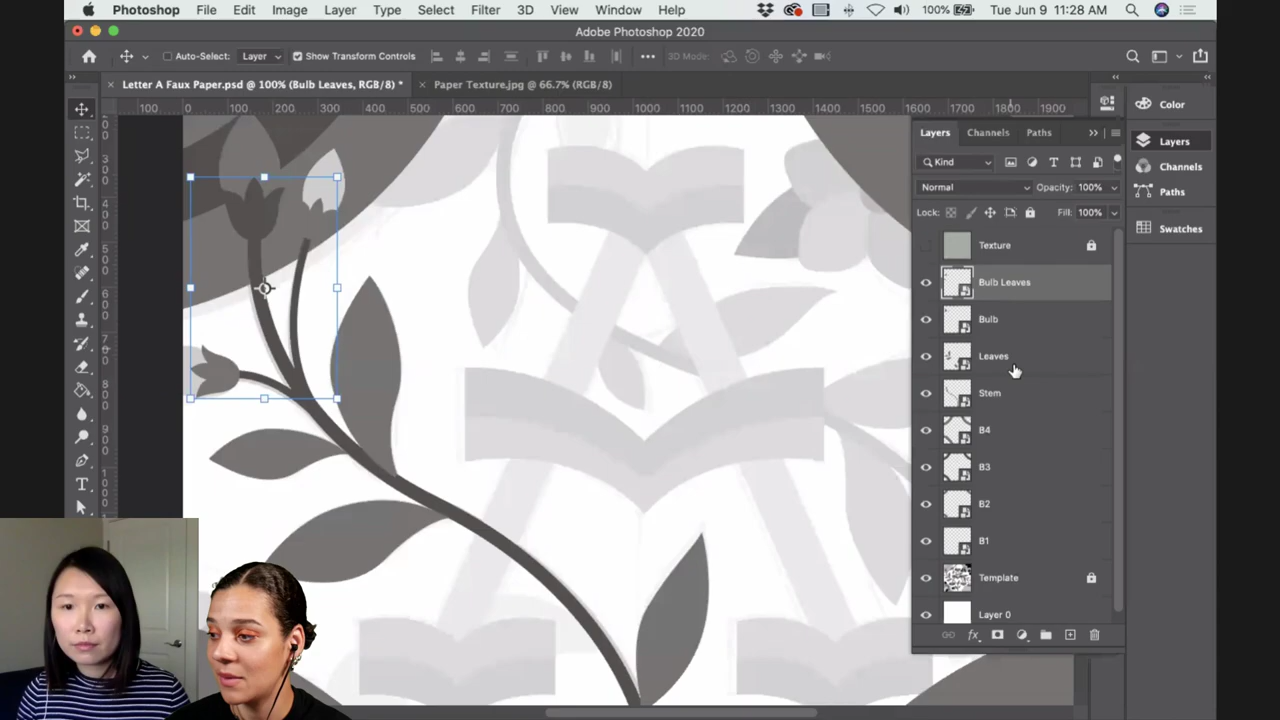 Photoshop File Edit Image Layer Type Select Filter 3D View Window Help 100% Tue Jun 9 11:28 AM
Adobe Photoshop 2020
Auto-Select: Layer Show Transform Controls 3D Mode:
Letter A Faux Paper.psd @ 100% (Bulb Leaves, RGB/8) * Paper Texture.jpg @ 66.7% (RGB/8)
100 0 100 200 300 400 500 600 700 800 900 1000 1100 1200 1300 1400 1500 1600 1700 1800 1900
Layers Channels Paths
Kind
Normal Opacity: 100%
Lock: Fill: 100%
Texture
Bulb Leaves
Bulb
Leaves
Stem
B4
B3
B2
B1
Template
Layer 0
Color
Layers
Channels
Paths
Swatches